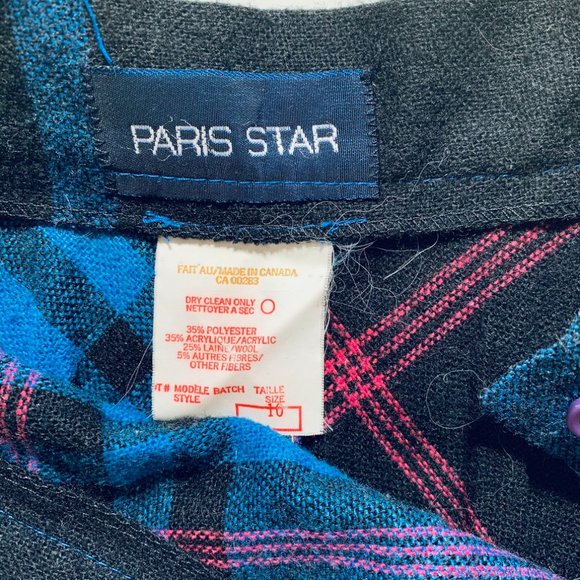 PARIS STAR
FAIT AU/MADE IN CANADA
CA 00283
DRY CLEAN ONLY
NETTOYER A SEC
35% POLYESTER
35% ACRYLIQUE/ACRYLIC
25% LAINE/WOOL
5% AUTRES FIBRES/
OTHER FIBERS
T# MODÈLE BATCH TAILLE
STYLE SIZE
10